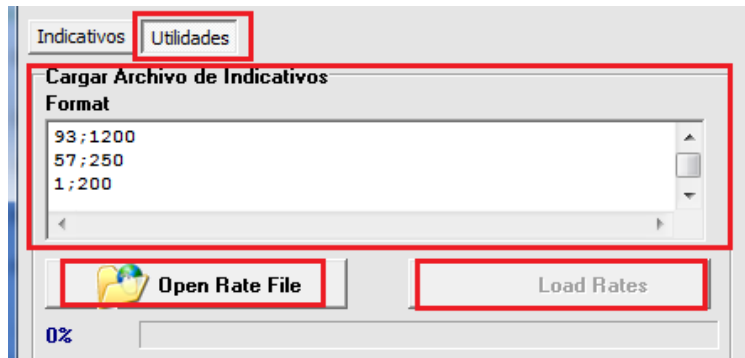 Indicativos Utilidades
Cargar Archivo de Indicativos
Format
93;1200
57;250
1;200
Open Rate File Load Rates
0%